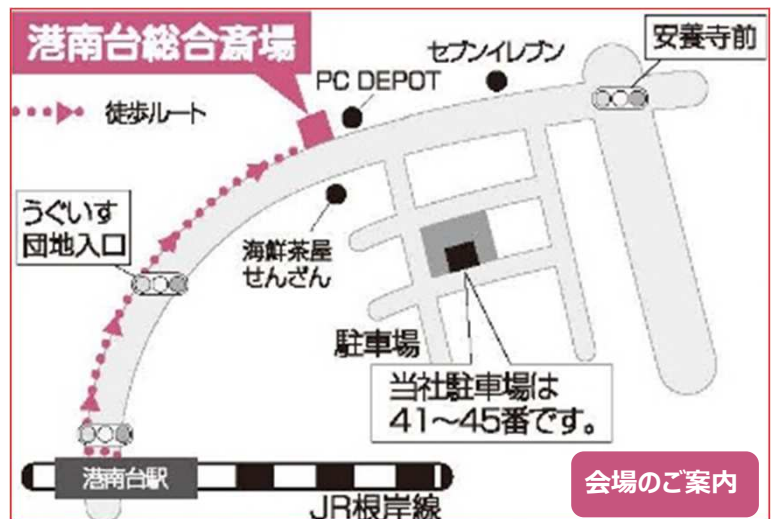 港南台総合斎場
セブンイレブン
安養寺前
PC DEPOT
徒歩ルート
うぐいす
団地入口
海鮮茶屋
せんざん
駐車場
当社駐車場は
41～45番です。
港南台駅
JR根岸線
会場のご案内